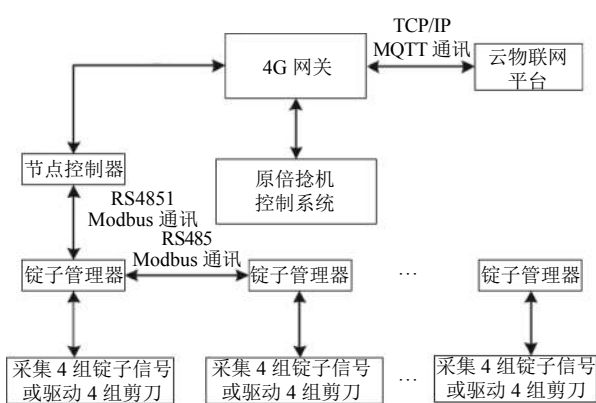 TCP/IP
MQTT 通讯
4G 网关
云物联网
平台
节点控制器
原倍捻机
控制系统
RS4851
Modbus 通讯
RS485
Modbus 通讯
锭子管理器
锭子管理器
…
锭子管理器
采集 4 组锭子信号
或驱动 4 组剪刀
采集 4 组锭子信号
或驱动 4 组剪刀
…
采集 4 组锭子信号
或驱动 4 组剪刀